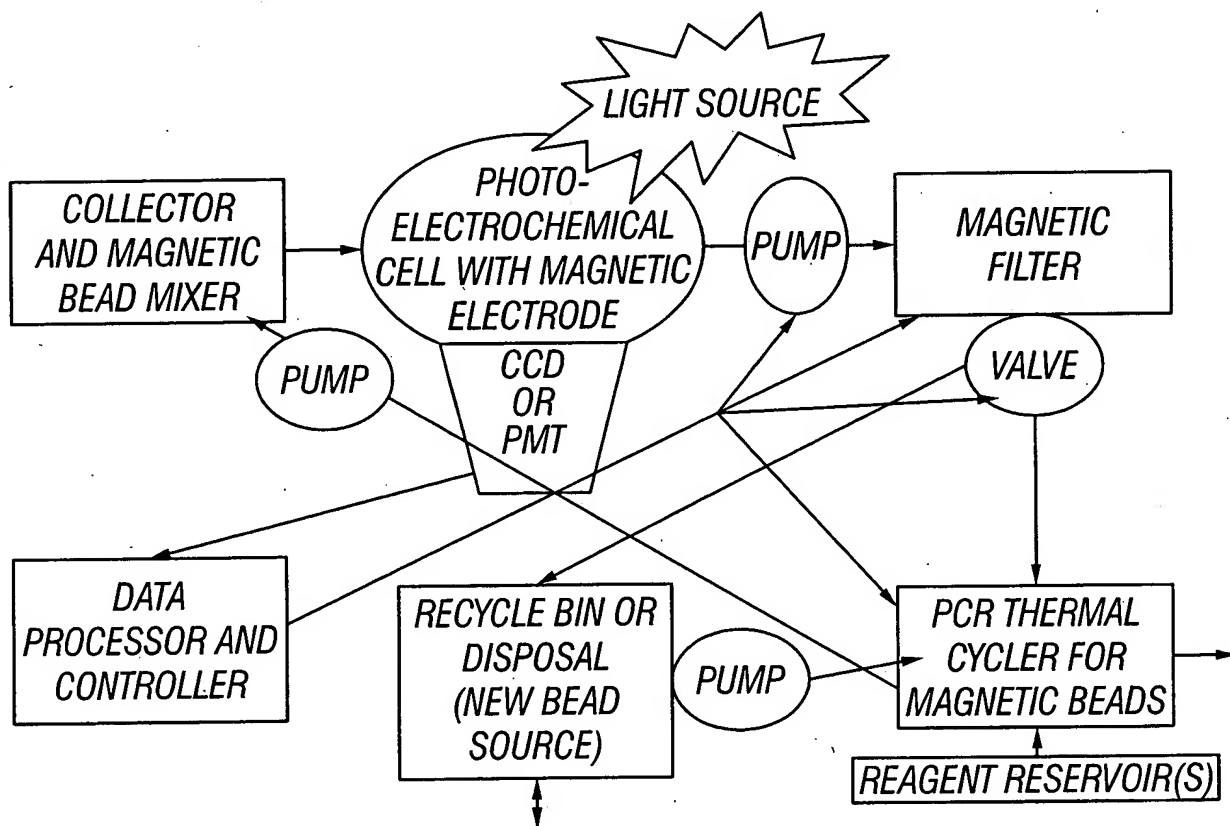 LIGHT SOURCE
COLLECTOR
AND MAGNETIC
BEAD MIXER
PHOTO-
ELECTROCHEMICAL
CELL WITH MAGNETIC
ELECTRODE
PUMP
MAGNETIC
FILTER
PUMP
CCD
OR
PMT
VALVE
DATA
PROCESSOR AND
CONTROLLER
RECYCLE BIN OR
DISPOSAL
(NEW BEAD
SOURCE)
PUMP
PCR THERMAL
CYCLER FOR
MAGNETIC BEADS
REAGENT RESERVOIR(S)